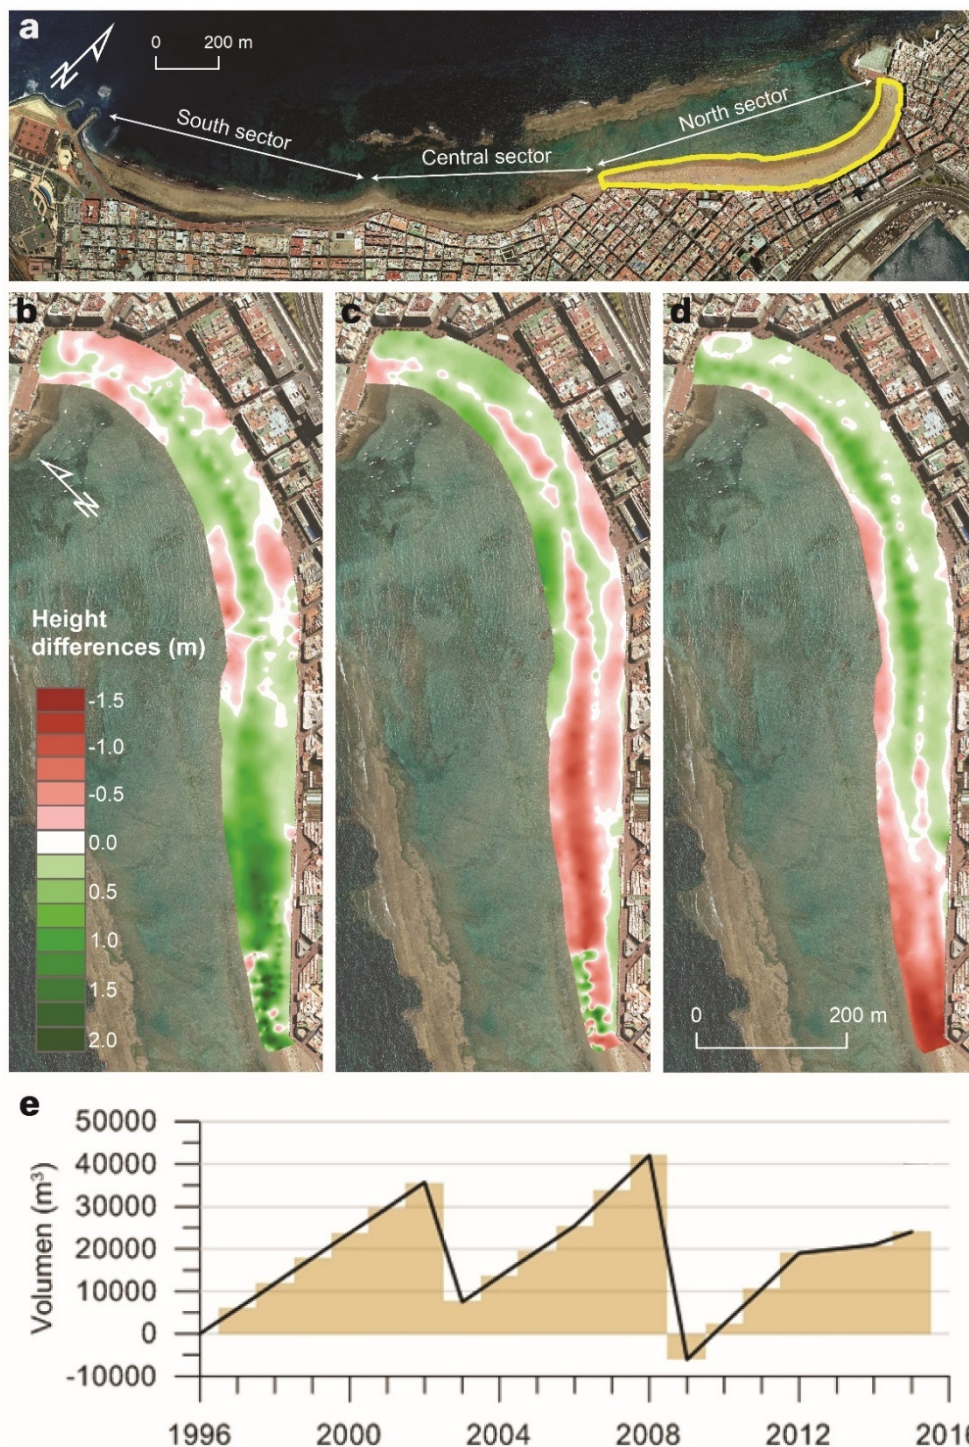 a
N
0 200 m
South sector
Central sector
North sector
b
c
d
N
Height
differences (m)
-1.5
-1.0
-0.5
0.0
0.5
1.0
1.5
2.0
0 200 m
e
Volumen (m³)
50000
40000
30000
20000
10000
0
-10000
1996 2000 2004 2008 2012 2016